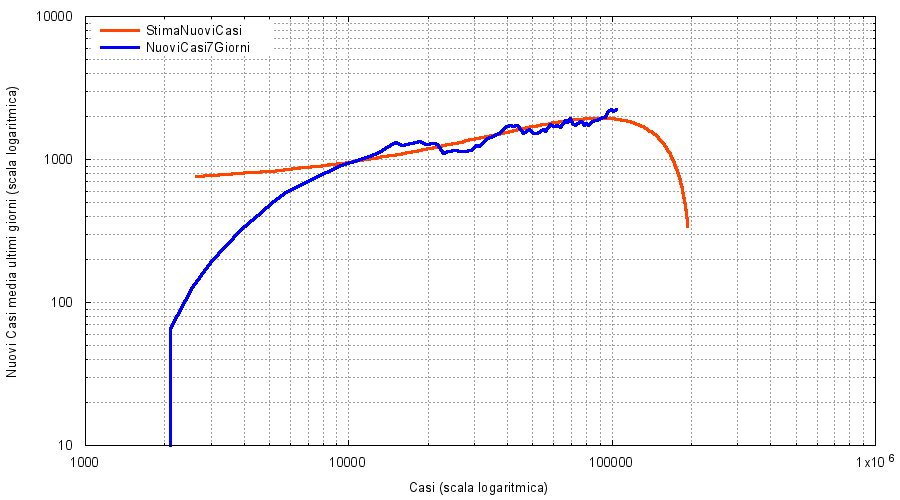 10000
StimaNuoviCasi
NuoviCasi7Giorni
1000
100
10
Nuovi Casi media ultimi giorni (scala logaritmica)
1000 10000 100000 1x10 6
Casi (scala logaritmica)